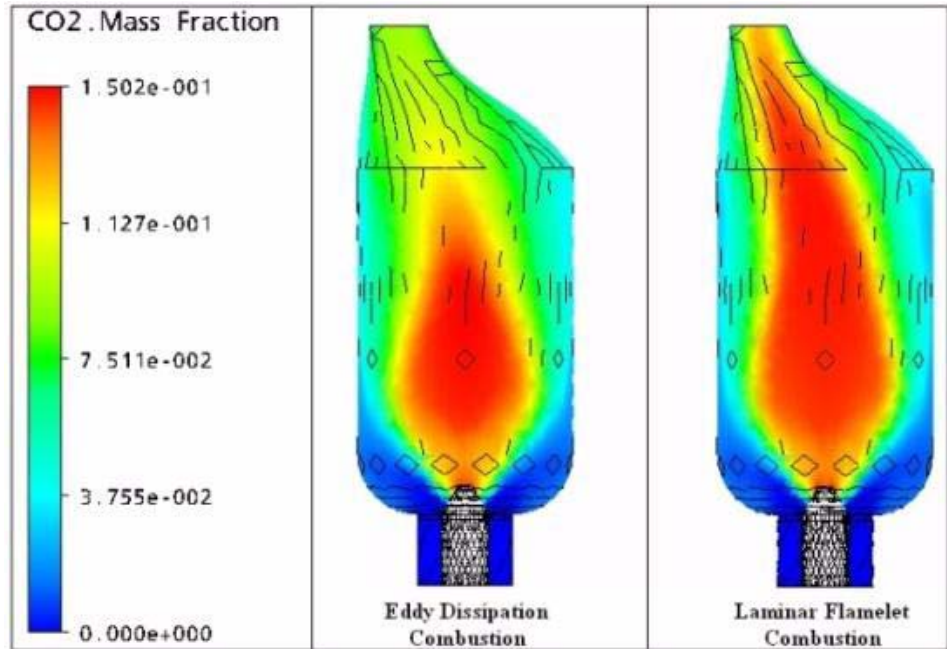 CO2.Mass Fraction
1.502e-001
1.127e-001
7.511e-002
3.755e-002
0.000e+000
Eddy Dissipation
Combustion
Laminar Flamelet
Combustion